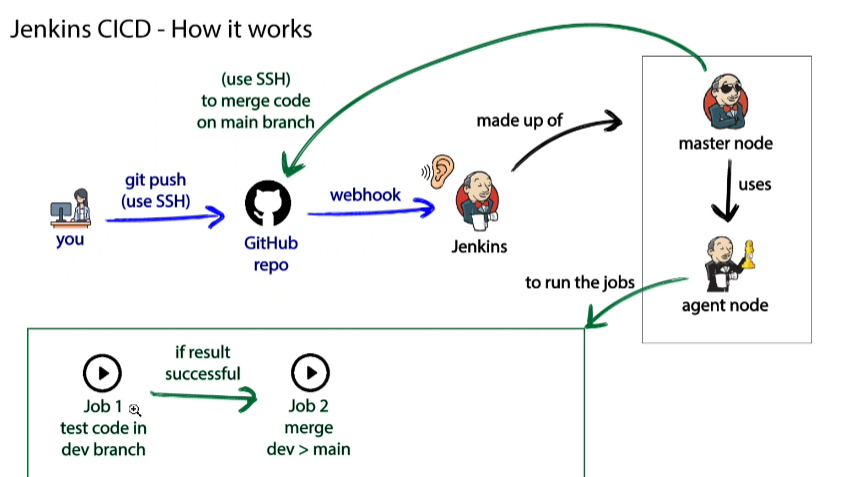 Jenkins CICD - How it works
(use SSH)
to merge code
on main branch
made up of
master node
uses
git push
(use SSH)
webhook
you
GitHub
repo
Jenkins
to run the jobs
agent node
if result
successful
Job 1
test code in
dev branch
Job 2
merge
dev > main